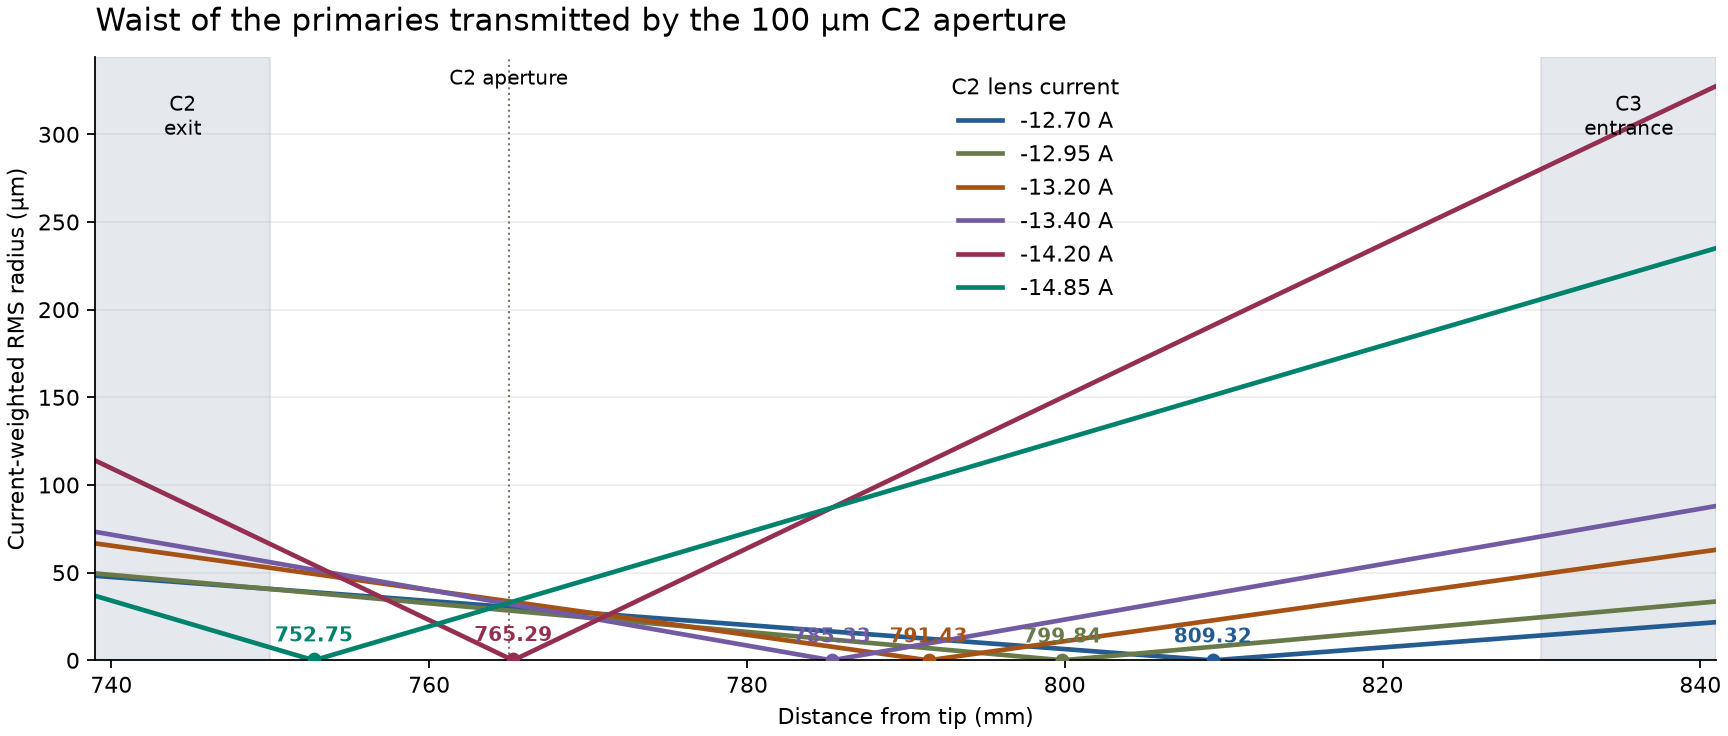 Waist of the primaries transmitted by the 100 µm C2 aperture
C2 aperture
C2
exit
C3
entrance
C2 lens current
-12.70 A
-12.95 A
-13.20 A
-13.40 A
-14.20 A
-14.85 A
Current-weighted RMS radius (µm)
300
250
200
150
100
50
0
752.75
765.29
785.33
791.43
799.84
809.32
740
760
780
800
820
840
Distance from tip (mm)